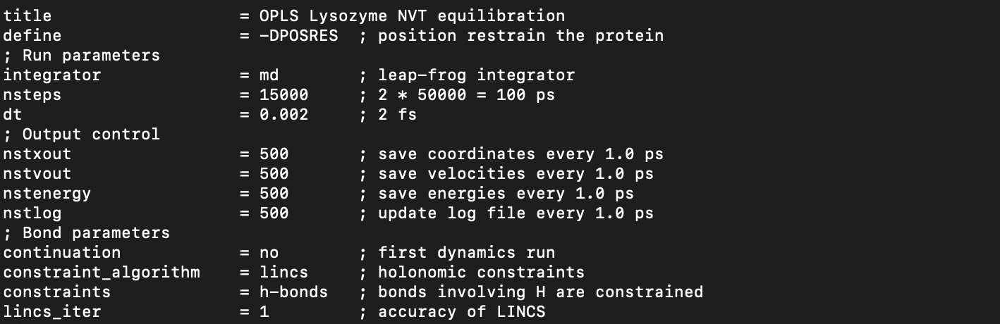 title                   = OPLS Lysozyme NVT equilibration
define                  = -DPOSRES  ; position restrain the protein
; Run parameters
integrator              = md        ; leap-frog integrator
nsteps                  = 15000     ; 2 * 50000 = 100 ps
dt                      = 0.002     ; 2 fs
; Output control
nstxout                 = 500       ; save coordinates every 1.0 ps
nstvout                 = 500       ; save velocities every 1.0 ps
nstenergy               = 500       ; save energies every 1.0 ps
nstlog                  = 500       ; update log file every 1.0 ps
; Bond parameters
continuation            = no        ; first dynamics run
constraint_algorithm    = lincs     ; holonomic constraints
constraints             = h-bonds   ; bonds involving H are constrained
lincs_iter              = 1         ; accuracy of LINCS